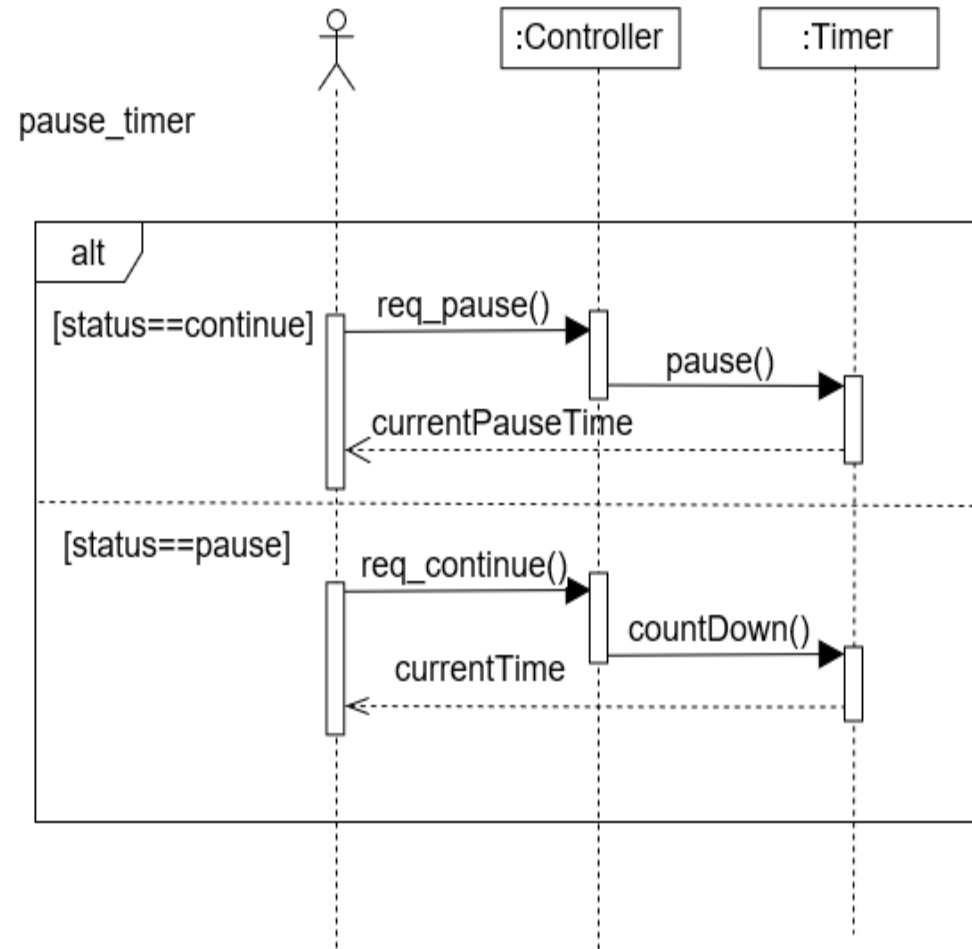 :Controller
:Timer
pause_timer
alt
[status==continue]
req_pause()
pause()
currentPauseTime
[status==pause]
req_continue()
countDown()
currentTime